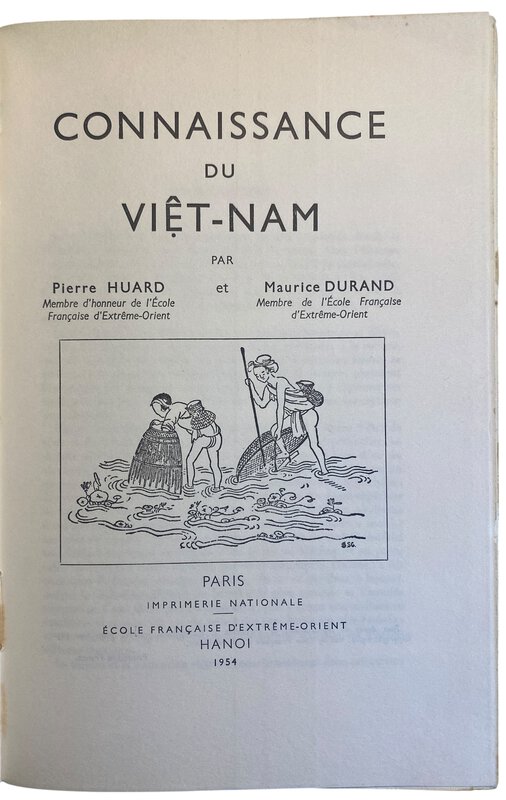 CONNAISSANCE
DU
VIỆT-NAM
PAR
Pierre HUARD et Maurice DURAND
Membre d'honneur de l'École
Française d'Extrême-Orient
Membre de l'École Française
d'Extrême-Orient
PARIS
IMPRIMERIE NATIONALE
ÉCOLE FRANÇAISE D'EXTRÊME-ORIENT
HANOI
1954